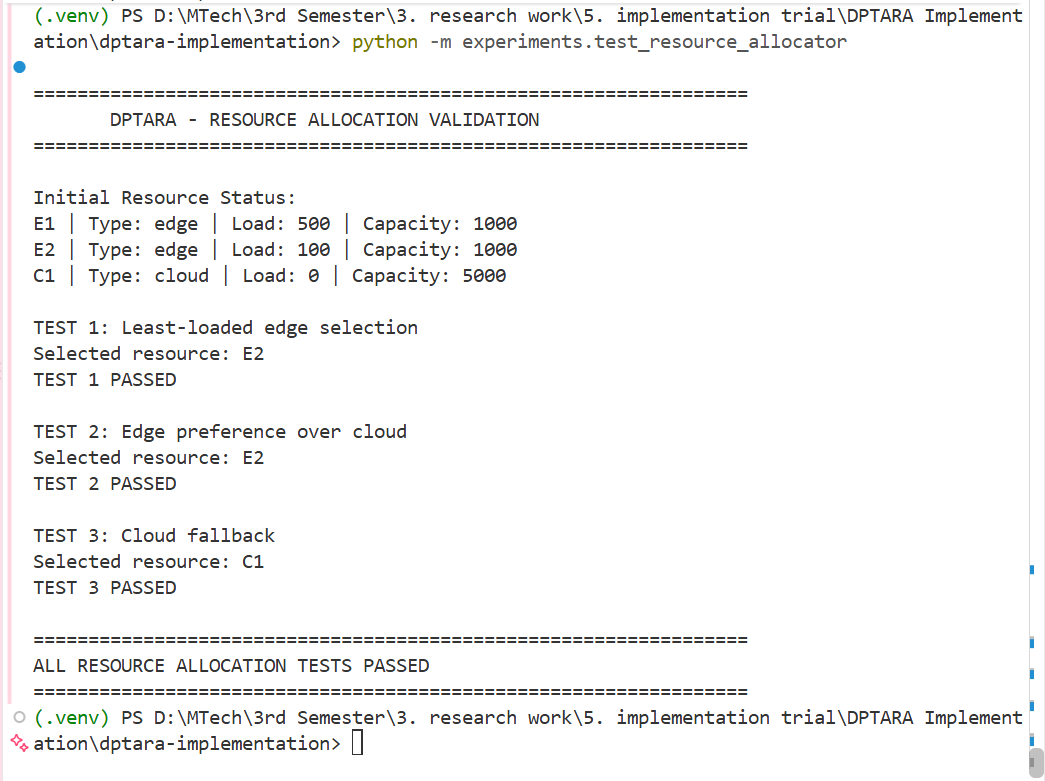 (.venv) PS D:\MTech\3rd Semester\3. research work\5. implementation trial\DPTARA Implement
ation\dptara-implementation> python -m experiments.test_resource_allocator
=================================================================
DPTARA - RESOURCE ALLOCATION VALIDATION
=================================================================
Initial Resource Status:
E1 | Type: edge | Load: 500 | Capacity: 1000
E2 | Type: edge | Load: 100 | Capacity: 1000
C1 | Type: cloud | Load: 0 | Capacity: 5000
TEST 1: Least-loaded edge selection
Selected resource: E2
TEST 1 PASSED
TEST 2: Edge preference over cloud
Selected resource: E2
TEST 2 PASSED
TEST 3: Cloud fallback
Selected resource: C1
TEST 3 PASSED
=================================================================
ALL RESOURCE ALLOCATION TESTS PASSED
=================================================================
(.venv) PS D:\MTech\3rd Semester\3. research work\5. implementation trial\DPTARA Implement
ation\dptara-implementation>